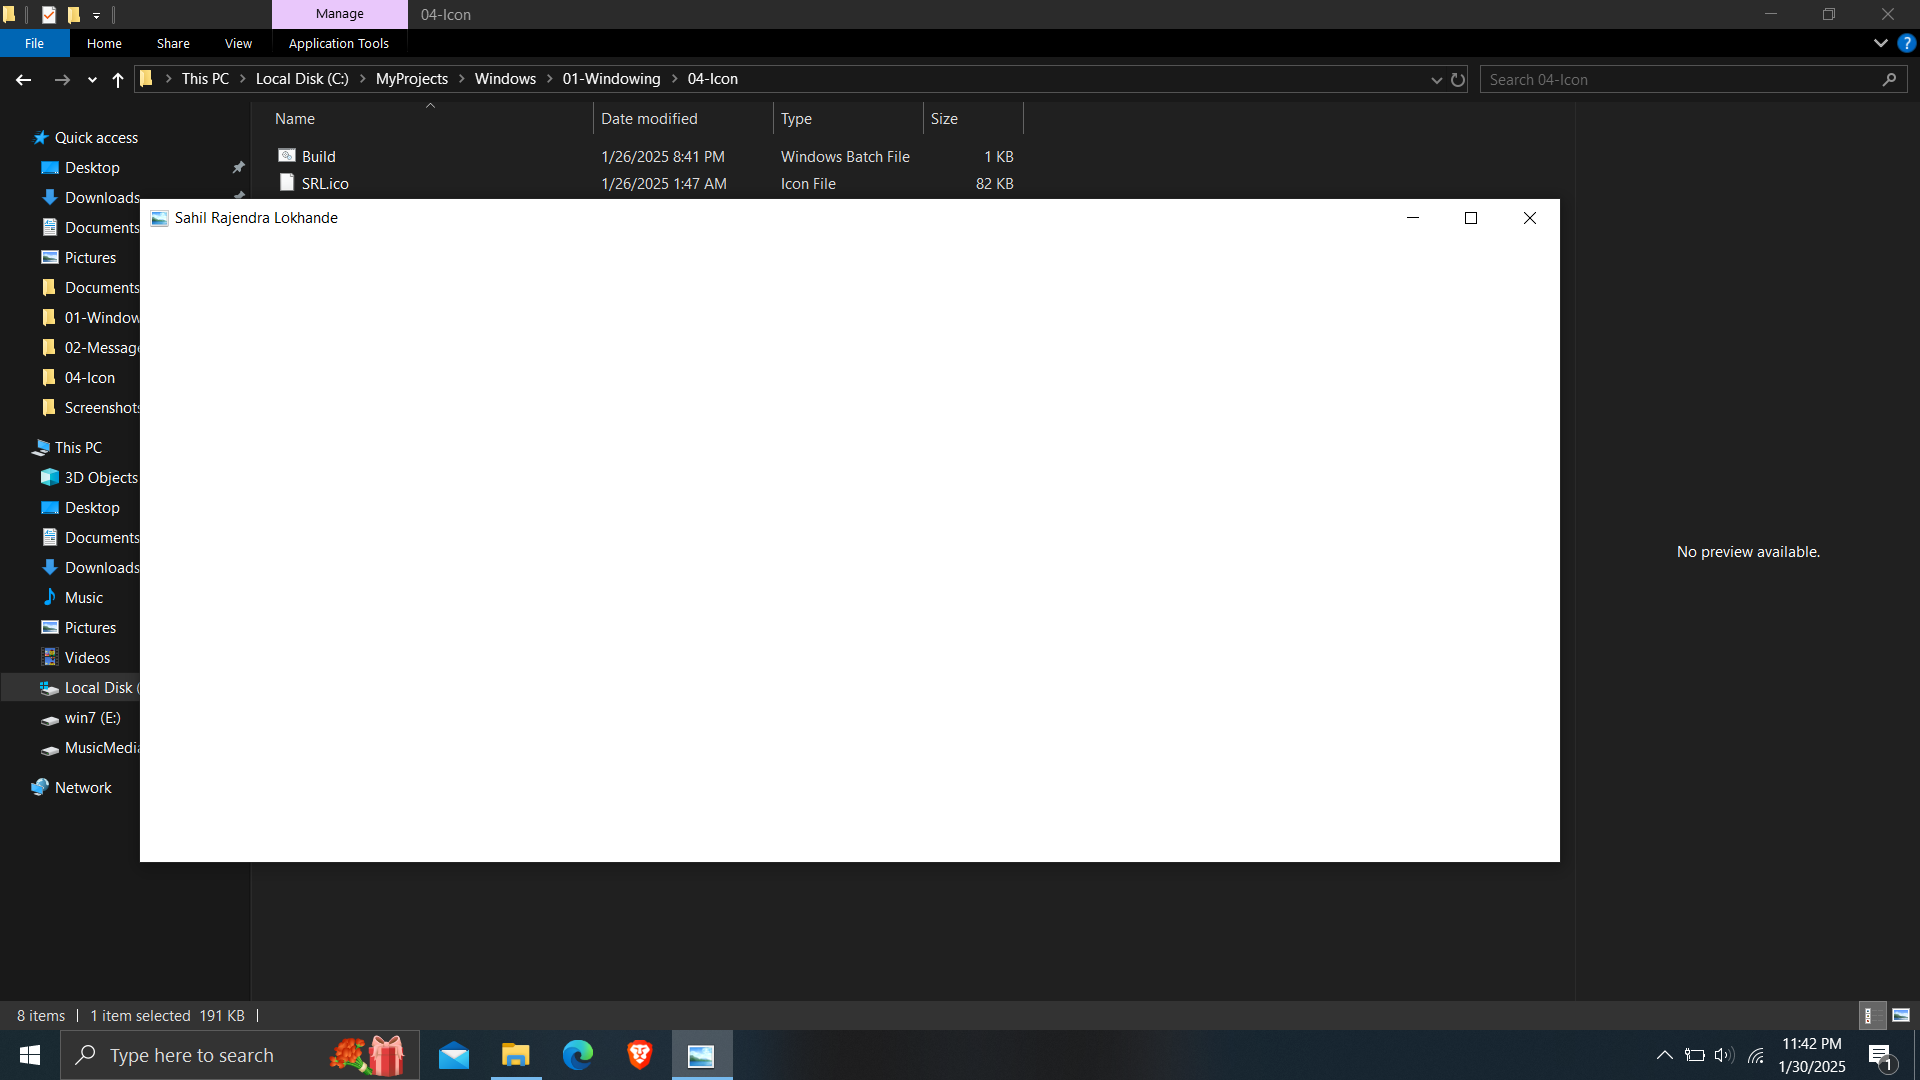 Manage
04-Icon
File
Home
Share
View
Application Tools
?
This PC
Local Disk (C:)
MyProjects
Windows
01-Windowing
04-Icon
Search 04-Icon
Name
Date modified
Type
Size
Quick access
Build
1/26/2025 8:41 PM
Windows Batch File
1 KB
Desktop
SRL.ico
1/26/2025 1:47 AM
Icon File
82 KB
Downloads
Sahil Rajendra Lokhande
Documents
Pictures
Documents
01-Window
02-Message
04-Icon
Screenshots
This PC
3D Objects
Desktop
Documents
No preview available.
Downloads
Music
Pictures
Videos
Local Disk (
win7 (E:)
MusicMedia
Network
8 items
1 item selected 191 KB
Type here to search
11:42 PM
1/30/2025
1